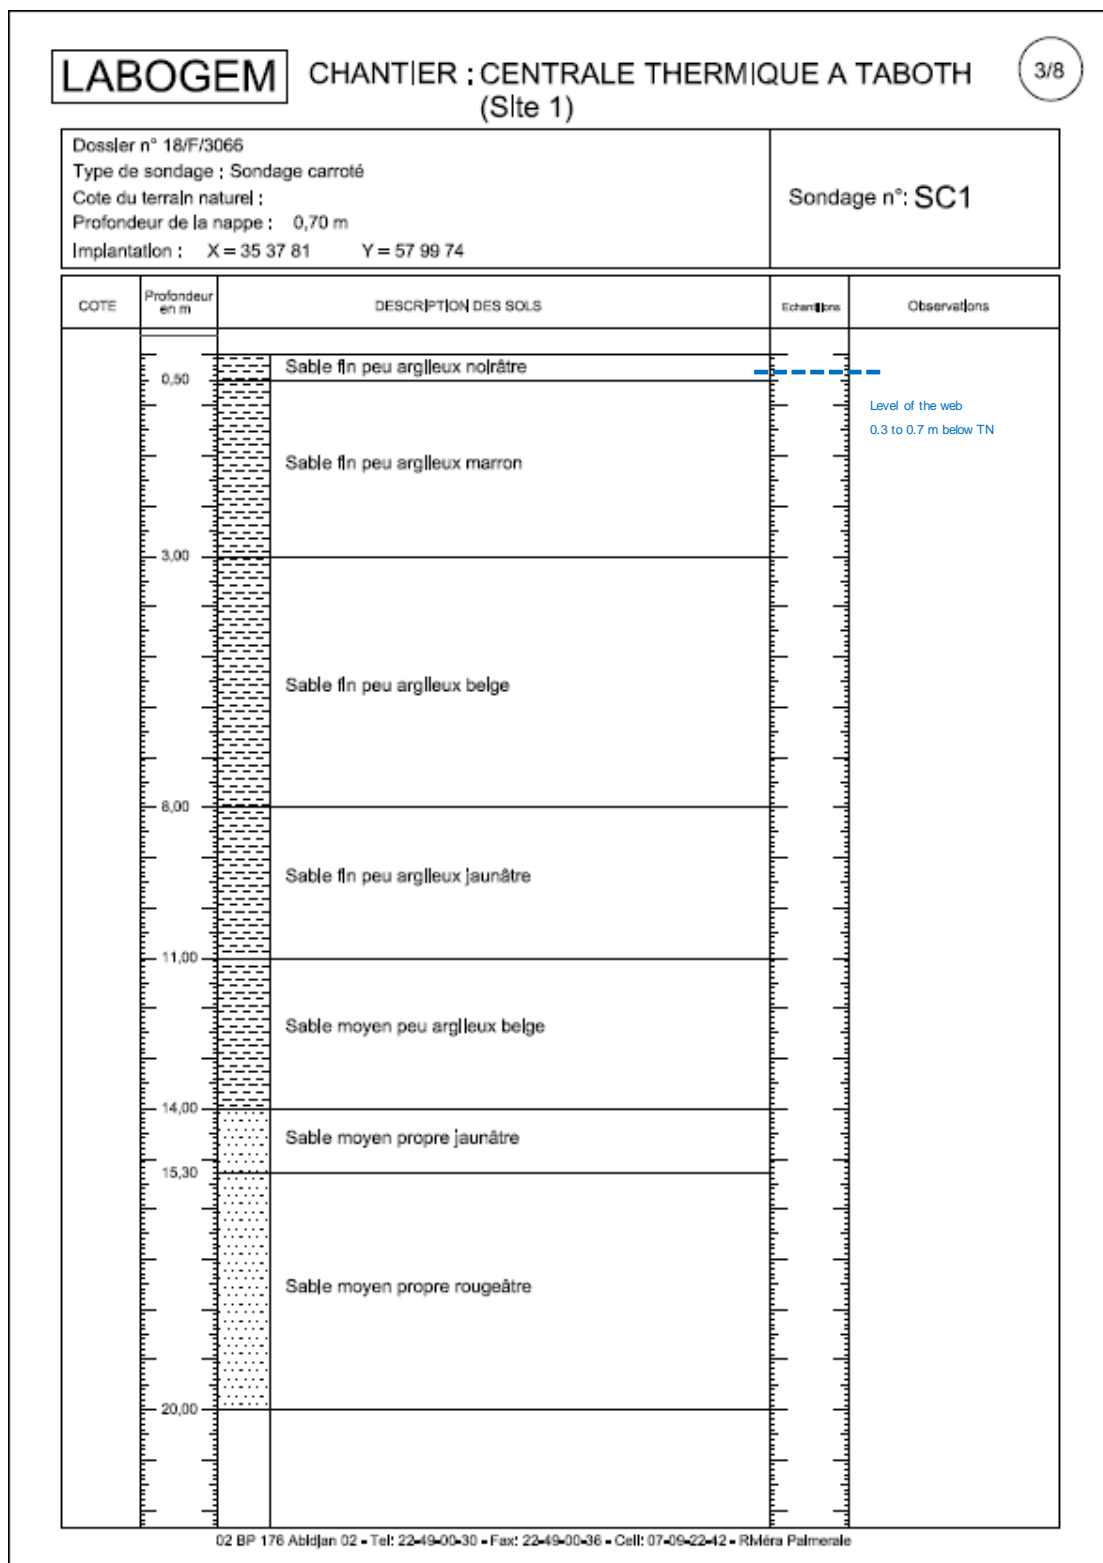 LABOGEM
CHANTIER : CENTRALE THERMIQUE A TABOTH
(Site 1)
3/8
Dossier n° 18/F/3066
Type de sondage : Sondage carroté
Cote du terrain naturel :
Profondeur de la nappe : 0,70 m
Implantation : X = 35 37 81 Y = 57 99 74
Sondage n°: SC1
COTE
Profondeur
en m
DESCRIPTION DES SOLS
Echantillons
Observations
Sable fin peu argileux noirâtre
0,50
Level of the web
0.3 to 0.7 m below TN
Sable fin peu argileux marron
3,00
Sable fin peu argileux beige
8,00
Sable fin peu argileux jaunâtre
11,00
Sable moyen peu argileux beige
14,00
Sable moyen propre jaunâtre
15,30
Sable moyen propre rougeâtre
20,00
02 BP 176 Abidjan 02 - Tel: 22-49-00-30 - Fax: 22-49-00-36 - Cell: 07-09-22-42 - Riviéra Palmeraie